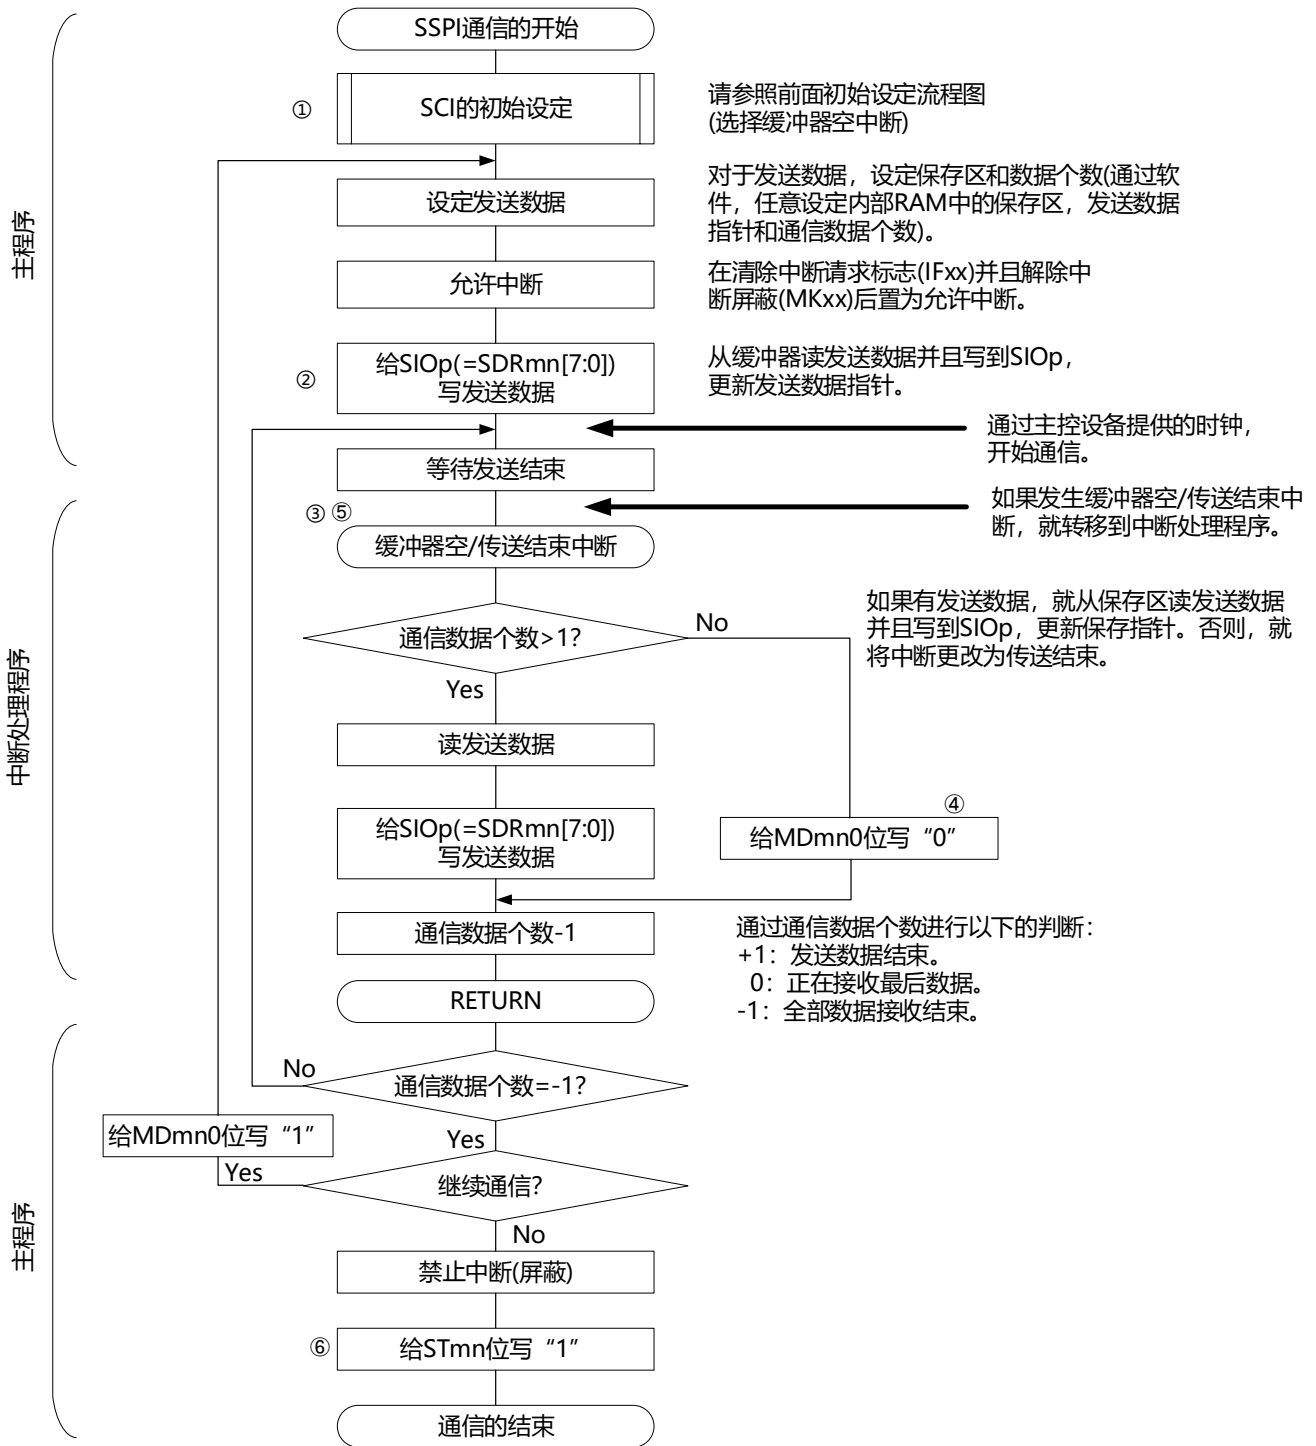 SSPI通信的开始
①
SCI的初始设定
请参照前面初始设定流程图
(选择缓冲器空中断)
设定发送数据
对于发送数据，设定保存区和数据个数(通过软
件，任意设定内部RAM中的保存区，发送数据
指针和通信数据个数)。
主程序
允许中断
在清除中断请求标志(IFxx)并且解除中
断屏蔽(MKxx)后置为允许中断。
②
给SIOp(=SDRmn[7:0])
写发送数据
从缓冲器读发送数据并且写到SIOp，
更新发送数据指针。
通过主控设备提供的时钟，
开始通信。
等待发送结束
③ ⑤
如果发生缓冲器空/传送结束中
断，就转移到中断处理程序。
缓冲器空/传送结束中断
通信数据个数>1?
No
如果有发送数据，就从保存区读发送数据
并且写到SIOp，更新保存指针。否则，就
将中断更改为传送结束。
Yes
中断处理程序
读发送数据
④
给SIOp(=SDRmn[7:0])
写发送数据
给MDmn0位写“0”
通信数据个数-1
通过通信数据个数进行以下的判断：
+1：发送数据结束。
0：正在接收最后数据。
-1：全部数据接收结束。
RETURN
No
通信数据个数=-1?
给MDmn0位写“1”
Yes
Yes
继续通信?
主程序
No
禁止中断(屏蔽)
⑥
给STmn位写“1”
通信的结束